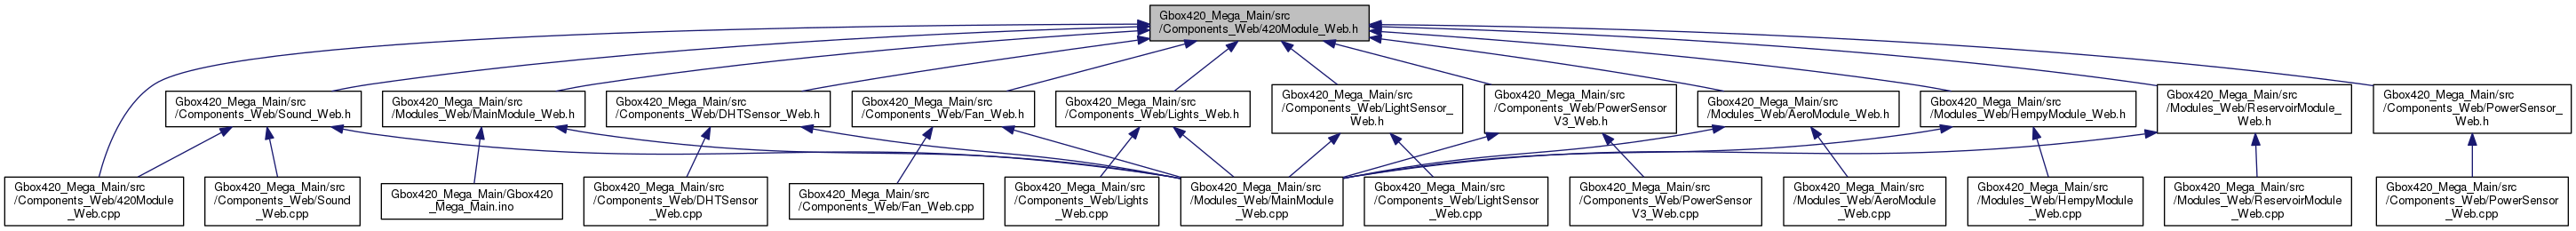 Gbox420_Mega_Main/src
/Components_Web/420Module_Web.h
Gbox420_Mega_Main/src
/Components_Web/Sound_Web.h
Gbox420_Mega_Main/src
/Modules_Web/MainModule_Web.h
Gbox420_Mega_Main/src
/Components_Web/DHTSensor_Web.h
Gbox420_Mega_Main/src
/Components_Web/Fan_Web.h
Gbox420_Mega_Main/src
/Components_Web/Lights_Web.h
Gbox420_Mega_Main/src
/Components_Web/LightSensor_
Web.h
Gbox420_Mega_Main/src
/Components_Web/PowerSensor
V3_Web.h
Gbox420_Mega_Main/src
/Modules_Web/AeroModule_Web.h
Gbox420_Mega_Main/src
/Modules_Web/HempyModule_Web.h
Gbox420_Mega_Main/src
/Modules_Web/ReservoirModule_
Web.h
Gbox420_Mega_Main/src
/Components_Web/PowerSensor_
Web.h
Gbox420_Mega_Main/src
/Components_Web/420Module
_Web.cpp
Gbox420_Mega_Main/src
/Components_Web/Sound
_Web.cpp
Gbox420_Mega_Main/Gbox420
_Mega_Main.ino
Gbox420_Mega_Main/src
/Components_Web/DHTSensor
_Web.cpp
Gbox420_Mega_Main/src
/Components_Web/Fan_Web.cpp
Gbox420_Mega_Main/src
/Components_Web/Lights
_Web.cpp
Gbox420_Mega_Main/src
/Modules_Web/MainModule
_Web.cpp
Gbox420_Mega_Main/src
/Components_Web/LightSensor
_Web.cpp
Gbox420_Mega_Main/src
/Components_Web/PowerSensor
V3_Web.cpp
Gbox420_Mega_Main/src
/Modules_Web/AeroModule
_Web.cpp
Gbox420_Mega_Main/src
/Modules_Web/HempyModule
_Web.cpp
Gbox420_Mega_Main/src
/Modules_Web/ReservoirModule
_Web.cpp
Gbox420_Mega_Main/src
/Components_Web/PowerSensor
_Web.cpp